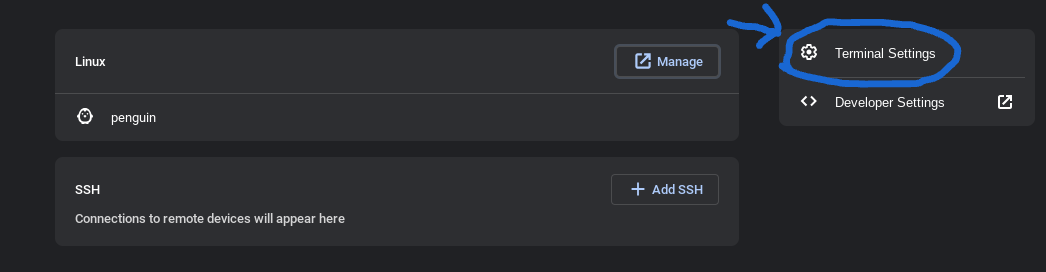 Linux
Manage
penguin
SSH
Add SSH
Connections to remote devices will appear here
Terminal Settings
Developer Settings